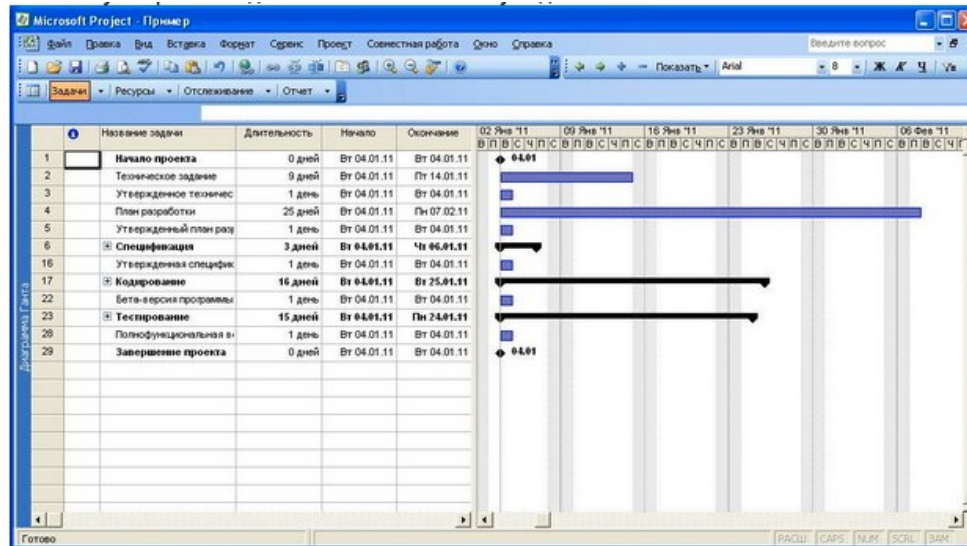 Microsoft Project - Пример
Файл Правка Вид Вставка Формат Сервис Проект Совместная работа Окно Справка Введите вопрос
Показать Arial 8 Ж К Ч
Задачи Ресурсы Отслеживание Отчет
Название задачи Длительность Начало Окончание 02 Янв '11 09 Янв '11 16 Янв '11 23 Янв '11 30 Янв '11 06 Фев '11
В П В С Ч П С В П В С Ч П С В П В С Ч П С В П В С Ч П С В П В С Ч П С В П В С Ч П
1 Начало проекта 0 дней Вт 04.01.11 Вт 04.01.11 04.01
2 Техническое задание 9 дней Вт 04.01.11 Пт 14.01.11
3 Утвержденное техничес 1 день Вт 04.01.11 Вт 04.01.11
4 План разработки 25 дней Вт 04.01.11 Пн 07.02.11
5 Утвержденный план разр 1 день Вт 04.01.11 Вт 04.01.11
6 Спецификация 3 дней Вт 04.01.11 Чт 06.01.11
16 Утвержденная специфик 1 день Вт 04.01.11 Вт 04.01.11
17 Кодирование 16 дней Вт 04.01.11 Вт 25.01.11
22 Бета-версия программы 1 день Вт 04.01.11 Вт 04.01.11
23 Тестирование 15 дней Вт 04.01.11 Пн 24.01.11
28 Полнофункциональная в 1 день Вт 04.01.11 Вт 04.01.11
29 Завершение проекта 0 дней Вт 04.01.11 Вт 04.01.11 04.01
Диаграмма Ганта
Готово РАСШ CAPS NUM SCRL ЗАМ